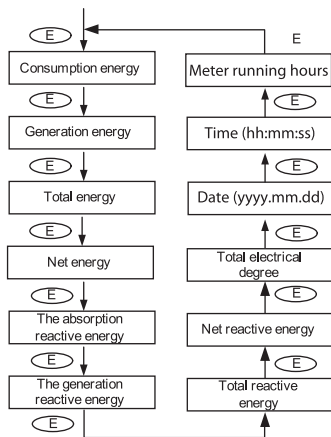 E
Consumption energy
E
Generation energy
E
Total energy
E
Net energy
E
The absorption
reactive energy
E
The generation
reactive energy
E
Total reactive
energy
E
Net reactive energy
E
Total electrical
degree
E
Date (yyyy.mm.dd)
E
Time (hh:mm:ss)
E
Meter running hours
E